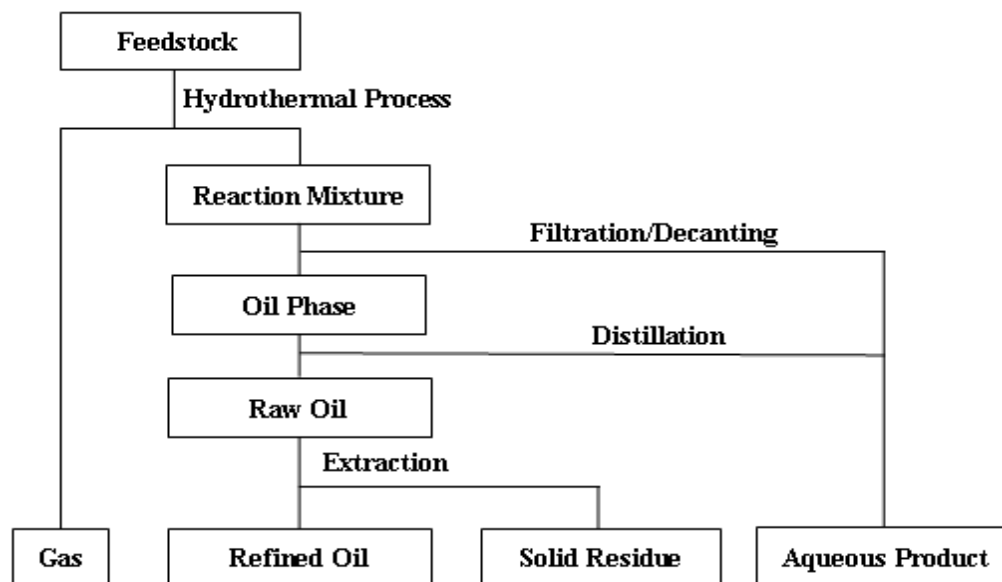 Feedstock
Hydrothermal Process
Reaction Mixture
Filtration/Decanting
Oil Phase
Distillation
Raw Oil
Extraction
Gas
Refined Oil
Solid Residue
Aqueous Product